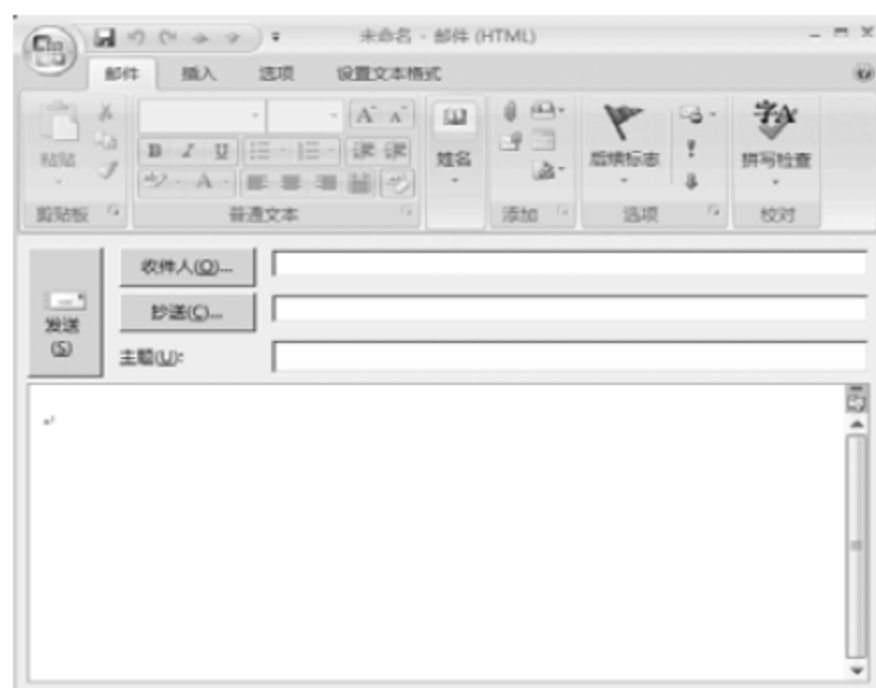 未命名 - 邮件 (HTML)
邮件 插入 选项 设置文本格式
A A
粘贴 B I U 姓名 后续标志 拼写检查
ab A
剪贴板 普通文本 添加 选项 校对
收件人(O)...
抄送(C)...
发送
(S)
主题(U):